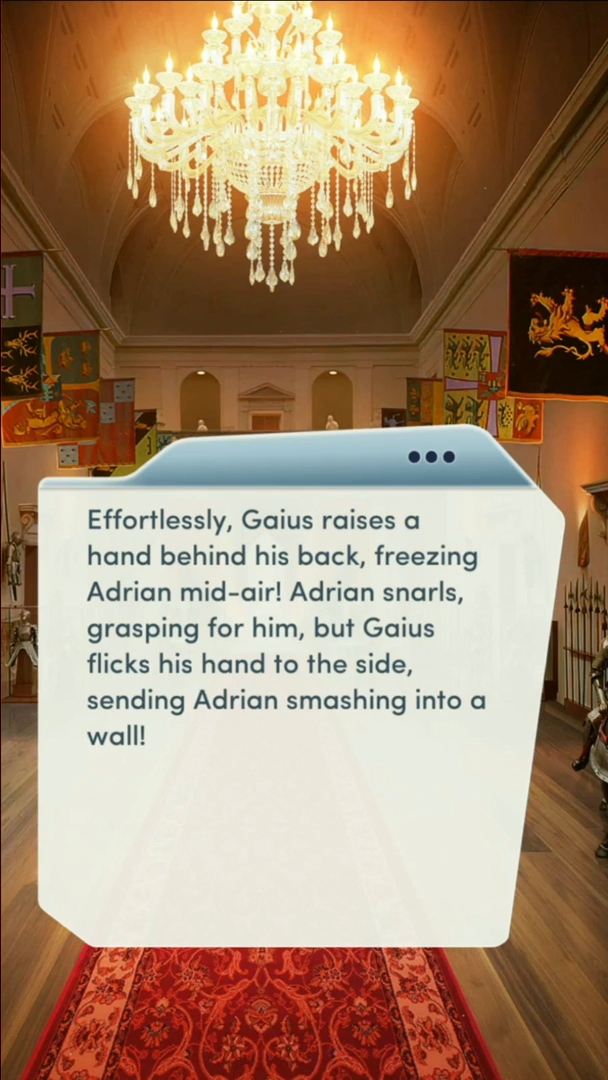 Effortlessly, Gaius raises a
hand behind his back, freezing
Adrian mid-air! Adrian snarls,
grasping for him, but Gaius
flicks his hand to the side,
sending Adrian smashing into a
wall!